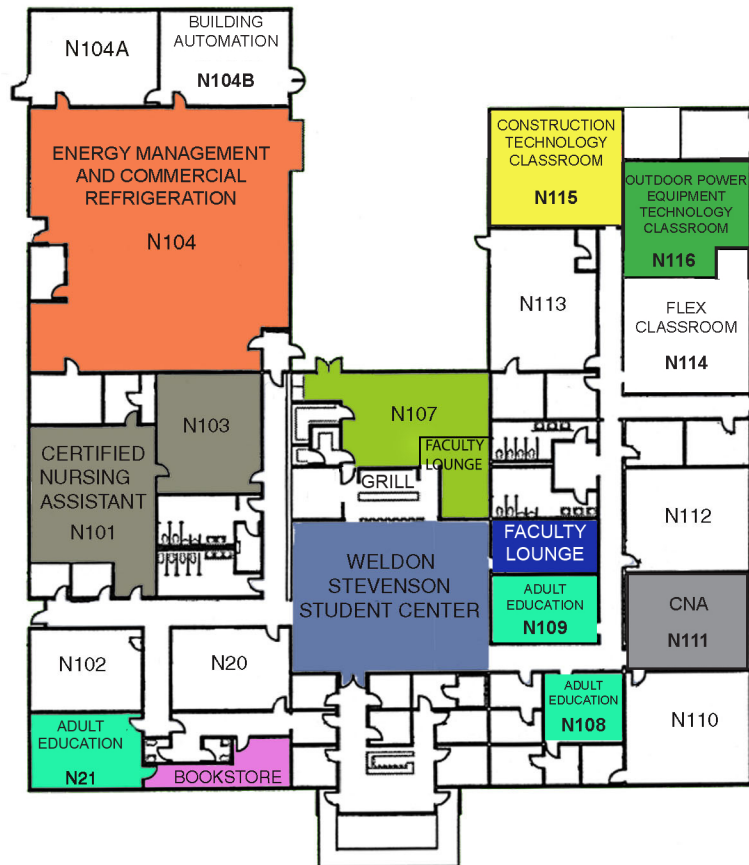 N104A
BUILDING
AUTOMATION
N104B
ENERGY MANAGEMENT
AND COMMERCIAL
REFRIGERATION
N104
CONSTRUCTION
TECHNOLOGY
CLASSROOM
N115
OUTDOOR POWER
EQUIPMENT
TECHNOLOGY
CLASSROOM
N116
N113
FLEX
CLASSROOM
N114
N103
N107
FACULTY
LOUNGE
GRILL
CERTIFIED
NURSING
ASSISTANT
N101
N112
FACULTY
LOUNGE
WELDON
STEVENSON
STUDENT CENTER
ADULT
EDUCATION
N109
CNA
N111
N102
N20
ADULT
EDUCATION
N108
N110
ADULT
EDUCATION
N21
BOOKSTORE